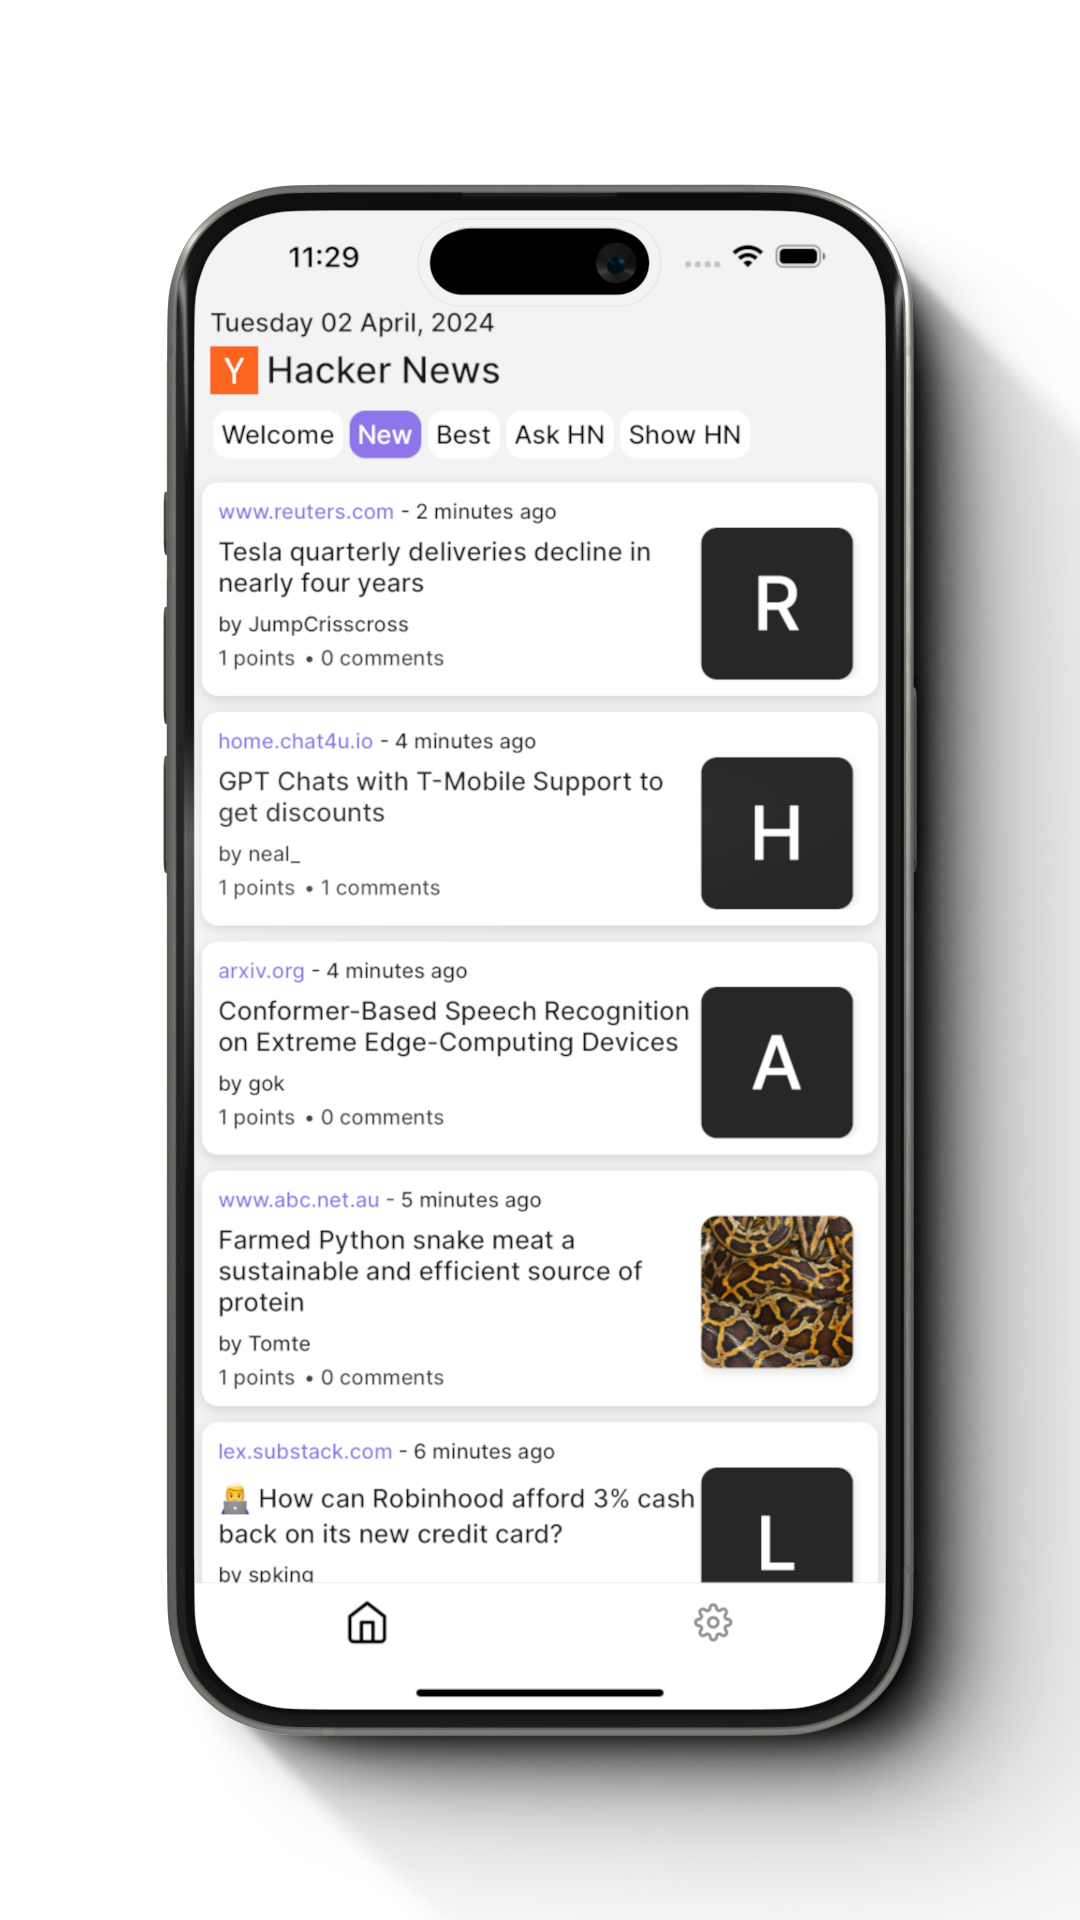 11:29
Tuesday 02 April, 2024
Y Hacker News
Welcome New Best Ask HN Show HN
www.reuters.com - 2 minutes ago
Tesla quarterly deliveries decline in
nearly four years
by JumpCrisscross
1 points • 0 comments
R
home.chat4u.io - 4 minutes ago
GPT Chats with T-Mobile Support to
get discounts
by neal_
1 points • 1 comments
H
arxiv.org - 4 minutes ago
Conformer-Based Speech Recognition
on Extreme Edge-Computing Devices
by gok
1 points • 0 comments
A
www.abc.net.au - 5 minutes ago
Farmed Python snake meat a
sustainable and efficient source of
protein
by Tomte
1 points • 0 comments
lex.substack.com - 6 minutes ago
👨‍💻 How can Robinhood afford 3% cash
back on its new credit card?
by spking
L